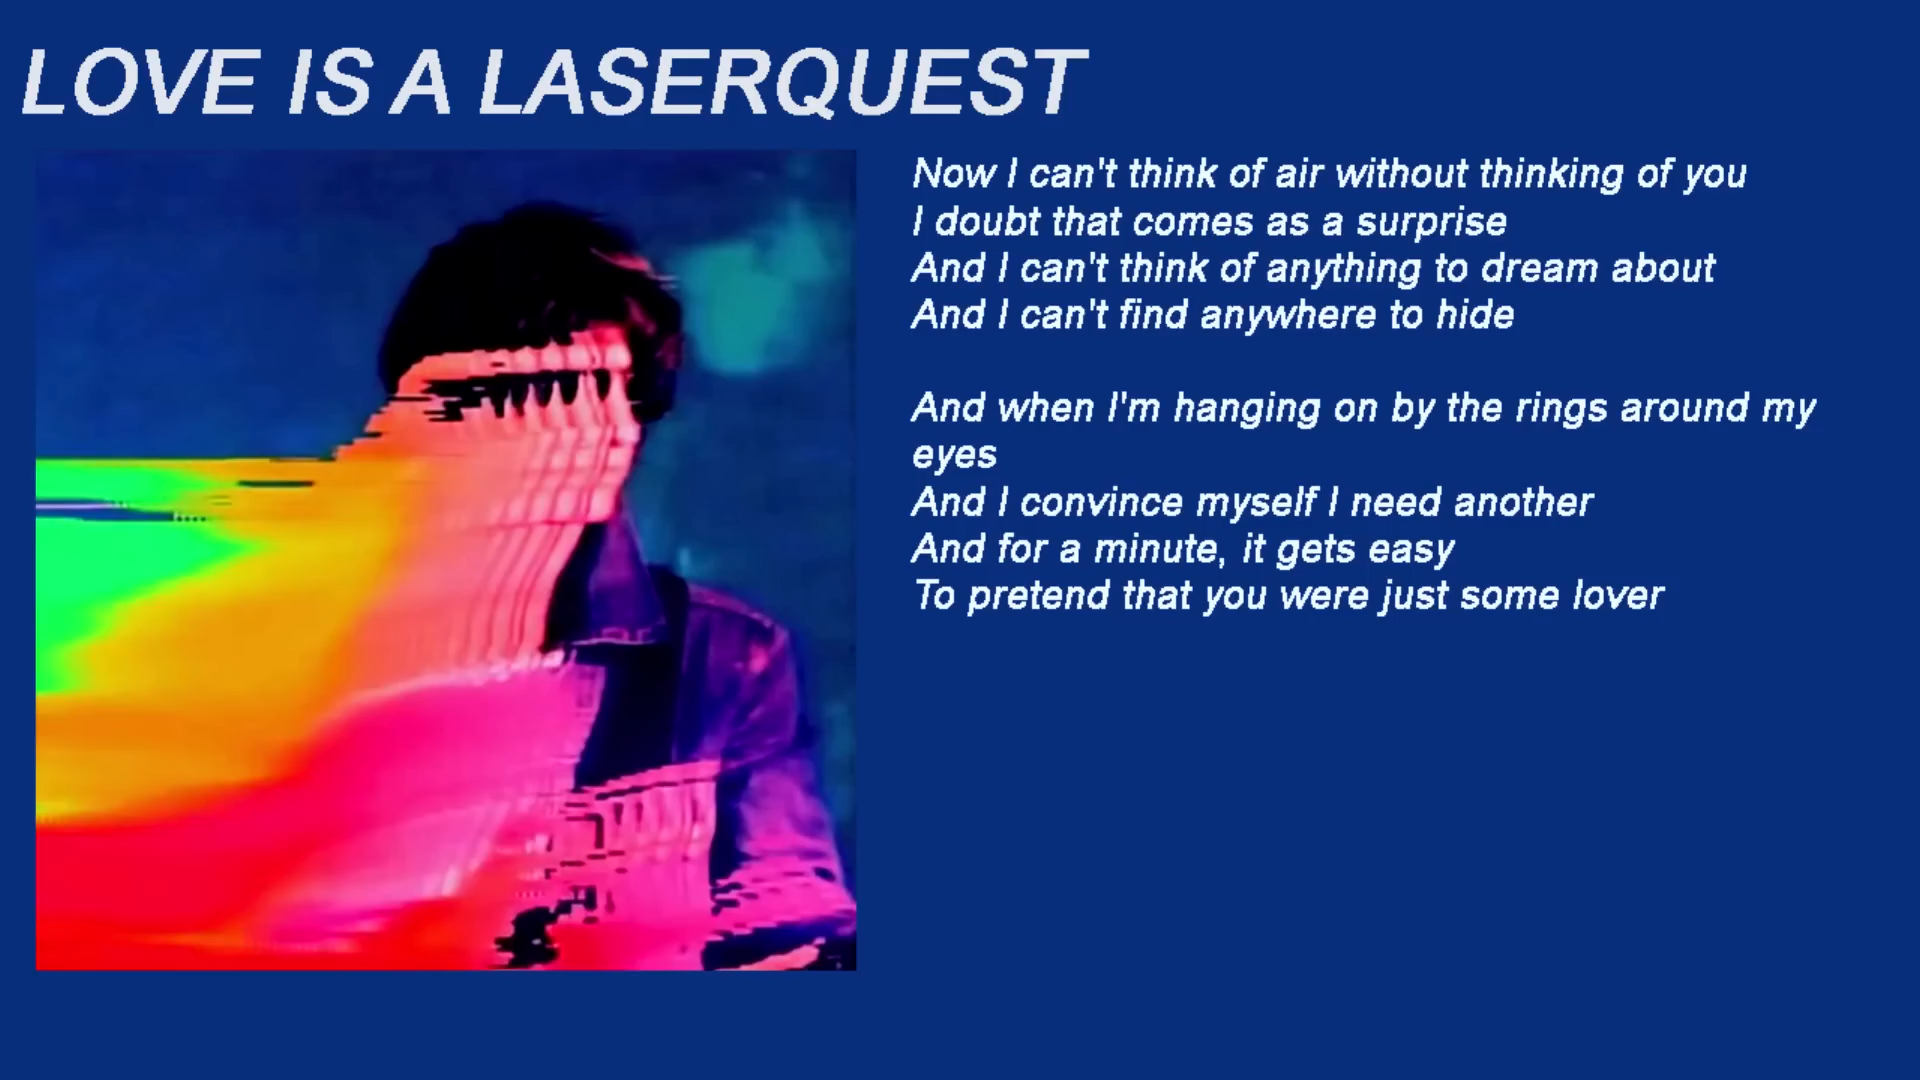 LOVE IS A LASERQUEST
Now I can't think of air without thinking of you
I doubt that comes as a surprise
And I can't think of anything to dream about
And I can't find anywhere to hide
And when I'm hanging on by the rings around my
eyes
And I convince myself I need another
And for a minute, it gets easy
To pretend that you were just some lover